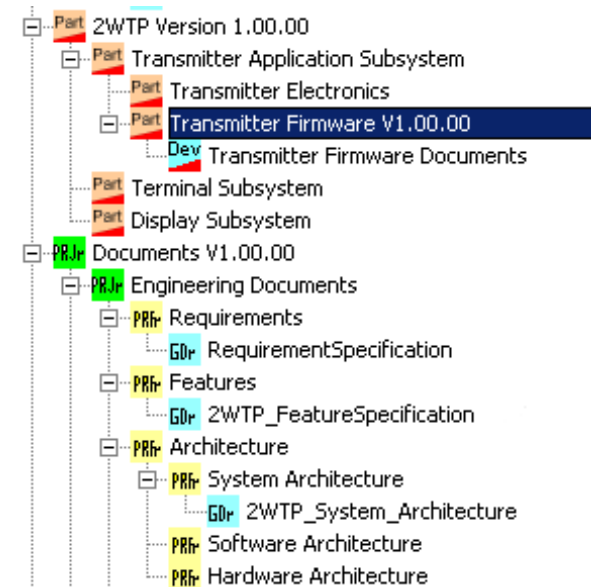 Part 2WTP Version 1.00.00
Part Transmitter Application Subsystem
Part Transmitter Electronics
Part Transmitter Firmware V1.00.00
Dev Transmitter Firmware Documents
Part Terminal Subsystem
Part Display Subsystem
PRJr Documents V1.00.00
PRJr Engineering Documents
PRfr Requirements
GDr RequirementSpecification
PRfr Features
GDr 2WTP_FeatureSpecification
PRfr Architecture
PRfr System Architecture
GDr 2WTP_System_Architecture
PRfr Software Architecture
PRfr Hardware Architecture